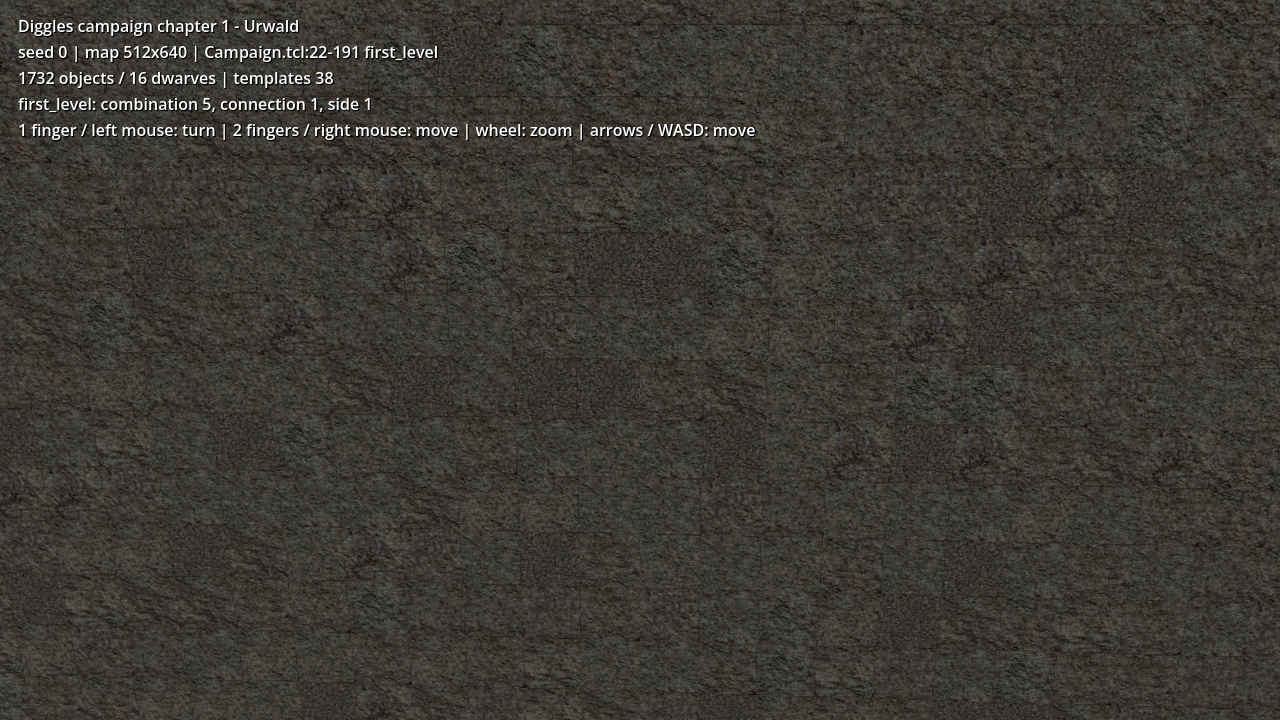 Diggles campaign chapter 1 - Urwald
seed 0 | map 512x640 | Campaign.tcl:22-191 first_level
1732 objects / 16 dwarves | templates 38
first_level: combination 5, connection 1, side 1
1 finger / left mouse: turn | 2 fingers / right mouse: move | wheel: zoom | arrows / WASD: move